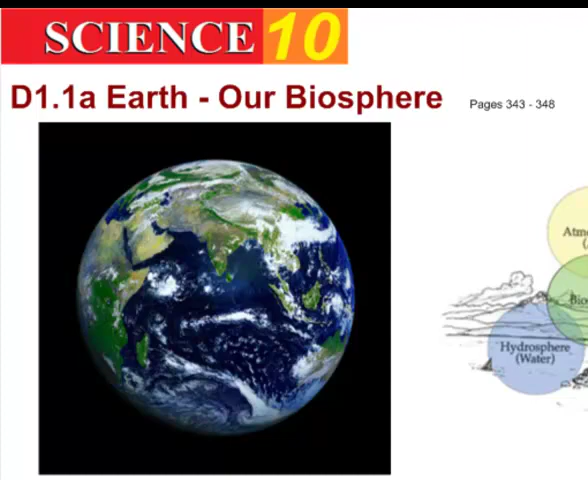 SCIENCE 10
D1.1a Earth - Our Biosphere Pages 343 - 348
Hydrosphere
(Water)